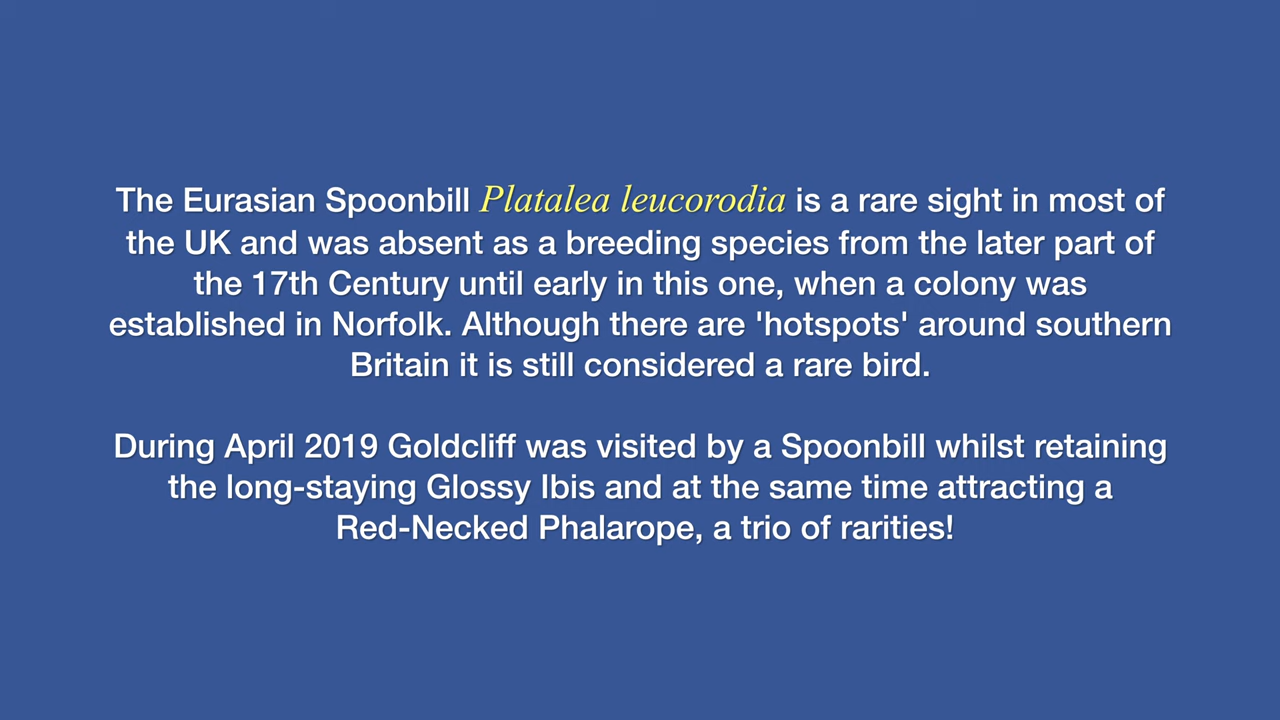 The Eurasian Spoonbill Platalea leucorodia is a rare sight in most of
the UK and was absent as a breeding species from the later part of
the 17th Century until early in this one, when a colony was
established in Norfolk. Although there are 'hotspots' around southern
Britain it is still considered a rare bird.
During April 2019 Goldcliff was visited by a Spoonbill whilst retaining
the long-staying Glossy Ibis and at the same time attracting a
Red-Necked Phalarope, a trio of rarities!